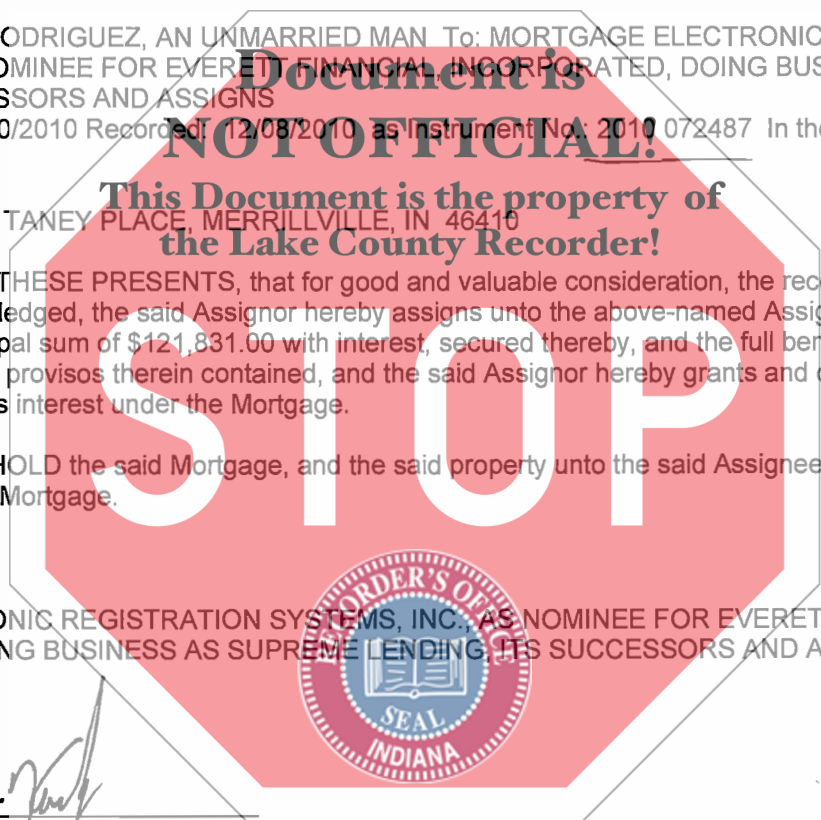 ODRIGUEZ, AN UNMARRIED MAN To: MORTGAGE ELECTRONIC
OMINEE FOR EVERETT FINANCIAL, INCORPORATED, DOING BUS
SSORS AND ASSIGNS
0/2010 Recorded: 12/08/2010 as Instrument No.: 2010 072487 In the
Document is
NOT OFFICIAL!
This Document is the property of
the Lake County Recorder!
TANEY PLACE, MERRILLVILLE, IN 46410
THESE PRESENTS, that for good and valuable consideration, the rec
ledged, the said Assignor hereby assigns unto the above-named Assig
pal sum of $121,831.00 with interest, secured thereby, and the full ben
provisos therein contained, and the said Assignor hereby grants and
s interest under the Mortgage.
STOP
HOLD the said Mortgage, and the said property unto the said Assignee
Mortgage.
ONIC REGISTRATION SYSTEMS, INC., AS NOMINEE FOR EVERET
NG BUSINESS AS SUPREME LENDING, ITS SUCCESSORS AND A
RECORDER'S OFFICE
SEAL
INDIANA